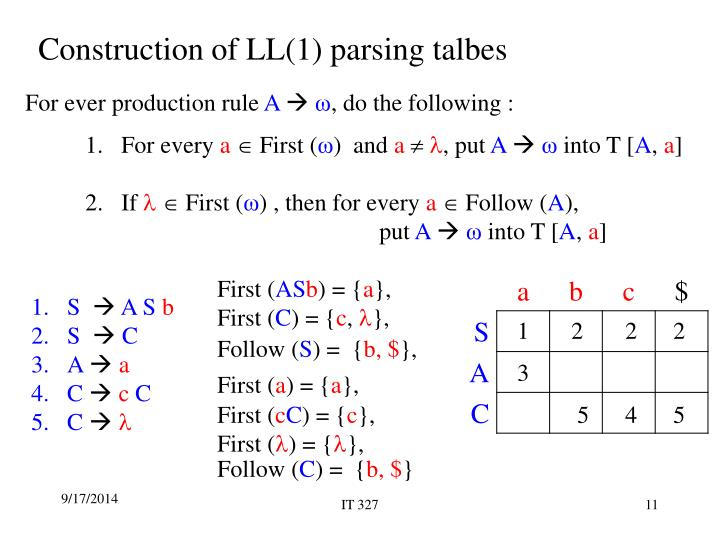 Construction of LL(1) parsing talbes
For ever production rule A → ω, do the following :
1. For every a ∈ First (ω) and a ≠ λ, put A → ω into T [A, a]
2. If λ ∈ First (ω) , then for every a ∈ Follow (A),
put A → ω into T [A, a]
1. S → A S b
2. S → C
3. A → a
4. C → c C
5. C → λ
First (ASb) = {a},
First (C) = {c, λ},
Follow (S) = {b, $},
First (a) = {a},
First (cC) = {c},
First (λ) = {λ},
Follow (C) = {b, $}
a b c $
S 1 2 2 2
A 3
C 5 4 5
9/17/2014
IT 327
11